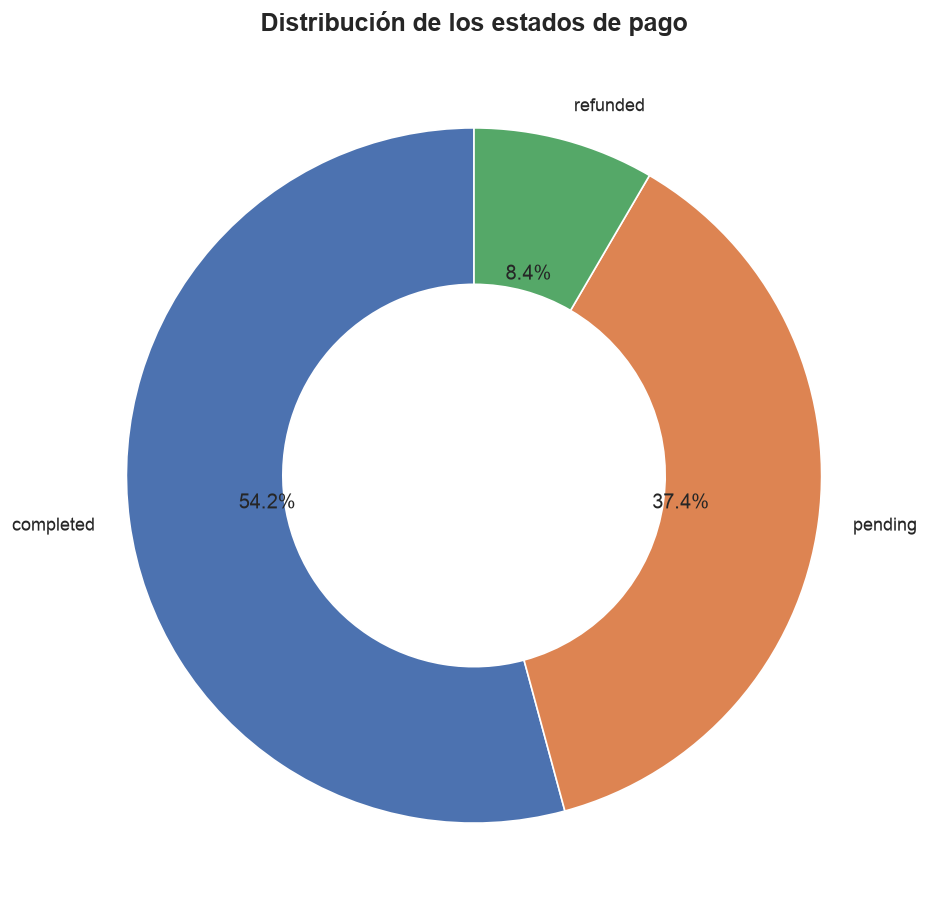 Distribución de los estados de pago
refunded
8.4%
54.2%
37.4%
completed
pending